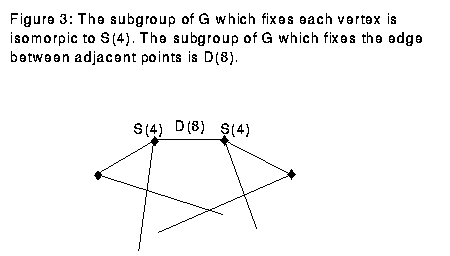 Figure 3: The subgroup of G which fixes each vertex is
isomorpic to S(4). The subgroup of G which fixes the edge
between adjacent points is D(8).
S(4) D(8) S(4)